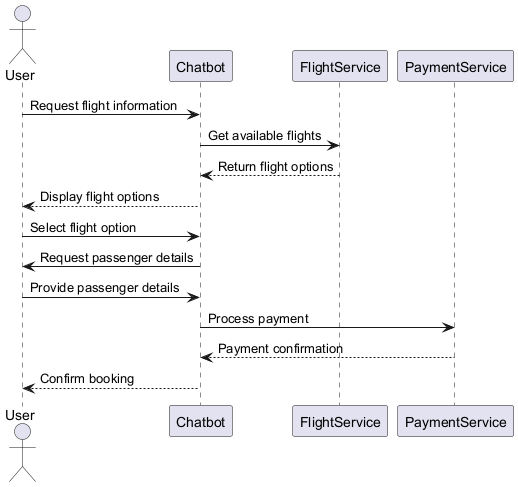 User
Chatbot
FlightService
PaymentService
Request flight information
Get available flights
Return flight options
Display flight options
Select flight option
Request passenger details
Provide passenger details
Process payment
Payment confirmation
Confirm booking
User
Chatbot
FlightService
PaymentService